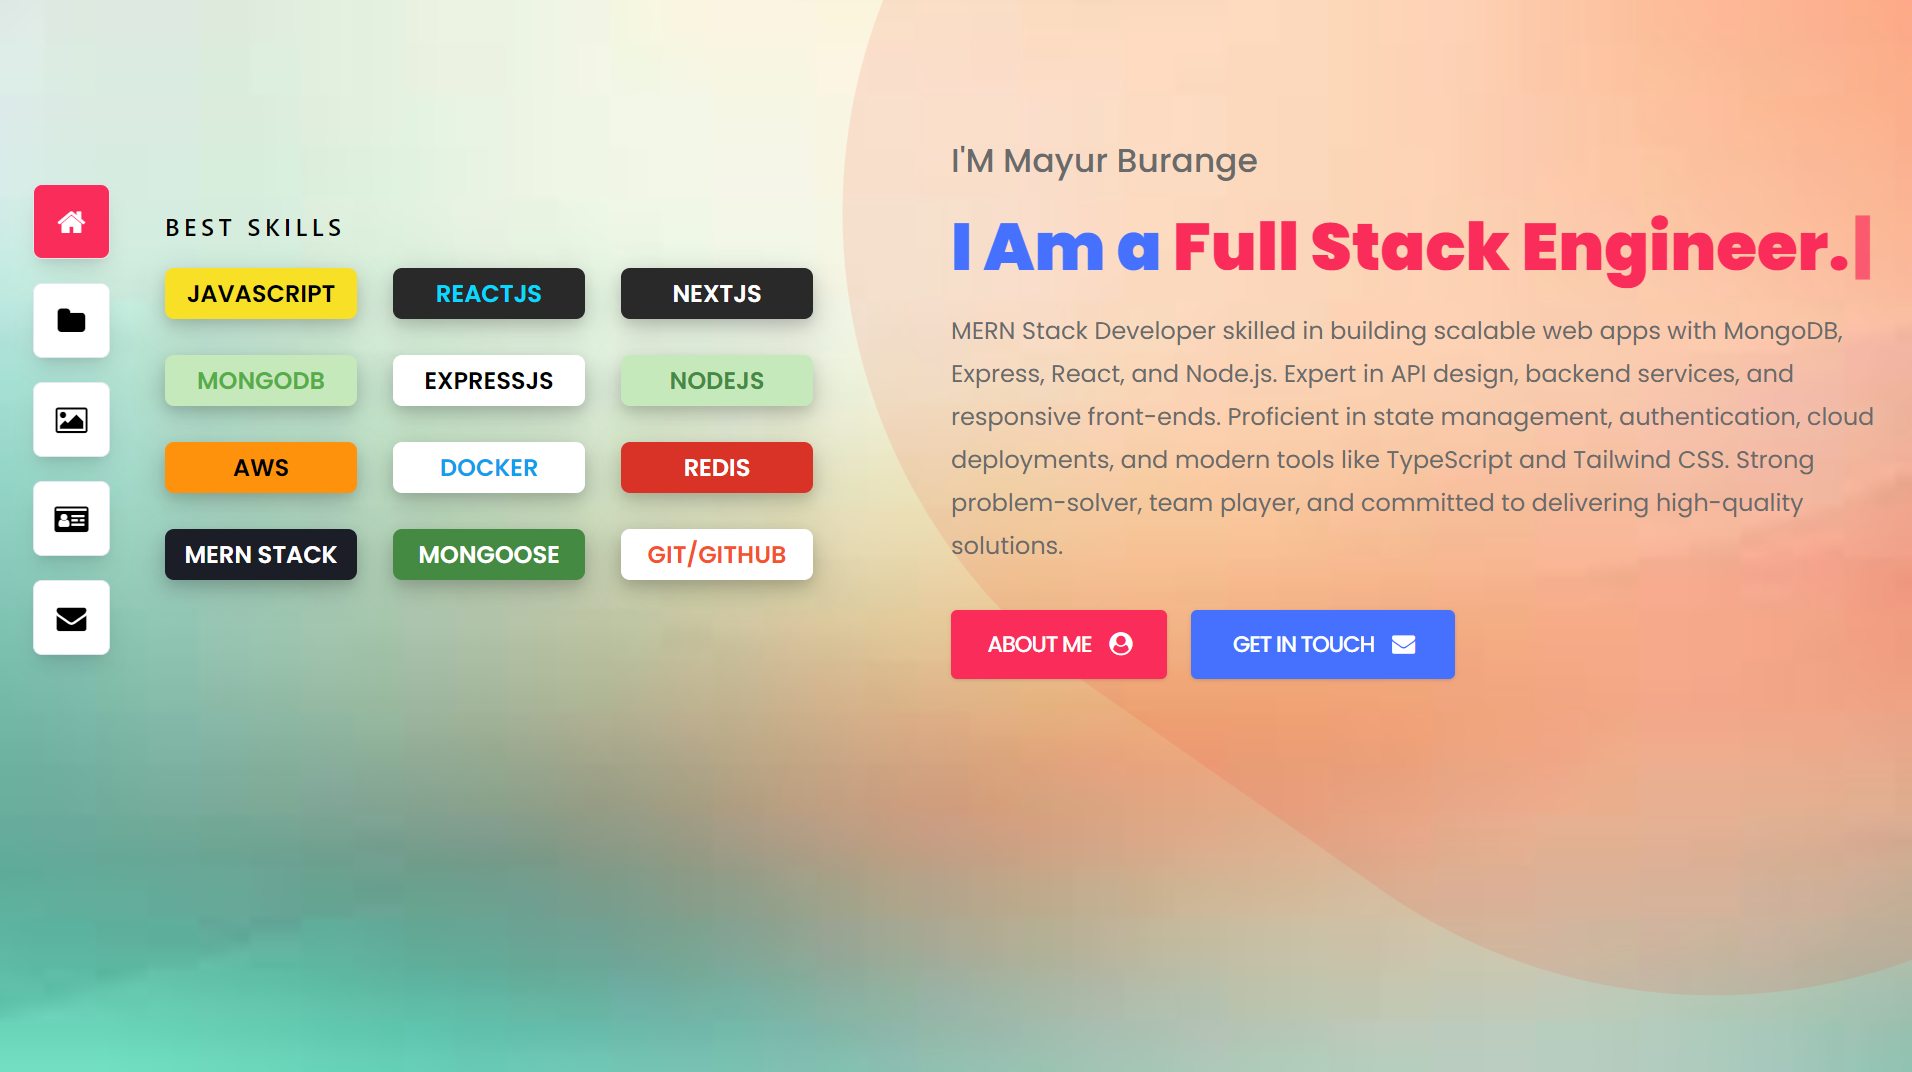 BEST SKILLS
JAVASCRIPT
REACTJS
NEXTJS
MONGODB
EXPRESSJS
NODEJS
AWS
DOCKER
REDIS
MERN STACK
MONGOOSE
GIT/GITHUB
I'M Mayur Burange
I Am a Full Stack Engineer.|
MERN Stack Developer skilled in building scalable web apps with MongoDB,
Express, React, and Node.js. Expert in API design, backend services, and
responsive front-ends. Proficient in state management, authentication, cloud
deployments, and modern tools like TypeScript and Tailwind CSS. Strong
problem-solver, team player, and committed to delivering high-quality
solutions.
ABOUT ME
GET IN TOUCH